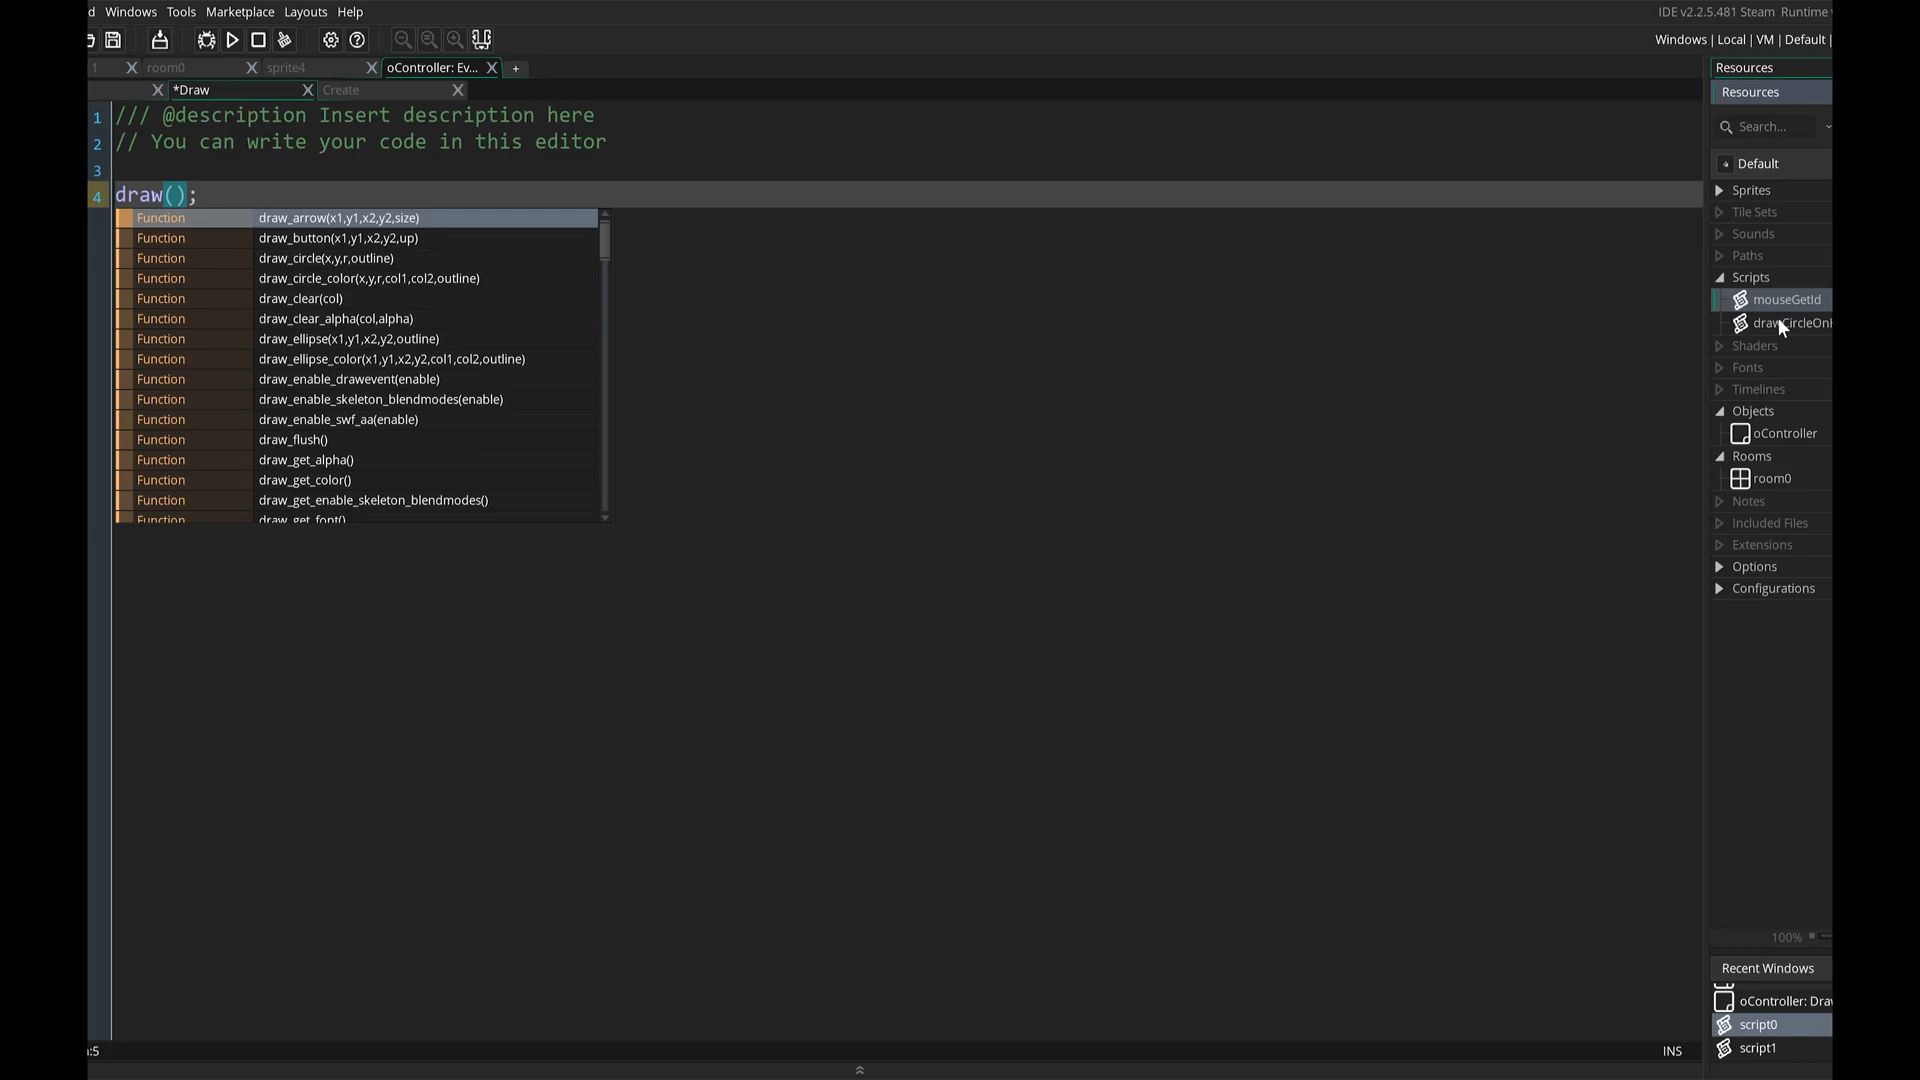 d Windows Tools Marketplace Layouts Help
IDE v2.2.5.481 Steam Runtime
Windows | Local | VM | Default |
1 room0 sprite4 oController: Ev... +
*Draw Create
Resources
Resources
Search...
Default
Sprites
Tile Sets
Sounds
Paths
Scripts
mouseGetId
drawCircleOn
Shaders
Fonts
Timelines
Objects
oController
Rooms
room0
Notes
Included Files
Extensions
Options
Configurations
1 /// @description Insert description here
2 // You can write your code in this editor
3
4 draw();
Function draw_arrow(x1,y1,x2,y2,size)
Function draw_button(x1,y1,x2,y2,up)
Function draw_circle(x,y,r,outline)
Function draw_circle_color(x,y,r,col1,col2,outline)
Function draw_clear(col)
Function draw_clear_alpha(col,alpha)
Function draw_ellipse(x1,y1,x2,y2,outline)
Function draw_ellipse_color(x1,y1,x2,y2,col1,col2,outline)
Function draw_enable_drawevent(enable)
Function draw_enable_skeleton_blendmodes(enable)
Function draw_enable_swf_aa(enable)
Function draw_flush()
Function draw_get_alpha()
Function draw_get_color()
Function draw_get_enable_skeleton_blendmodes()
Function draw_get_font()
100%
Recent Windows
oController: Dra
script0
script1
:5
INS